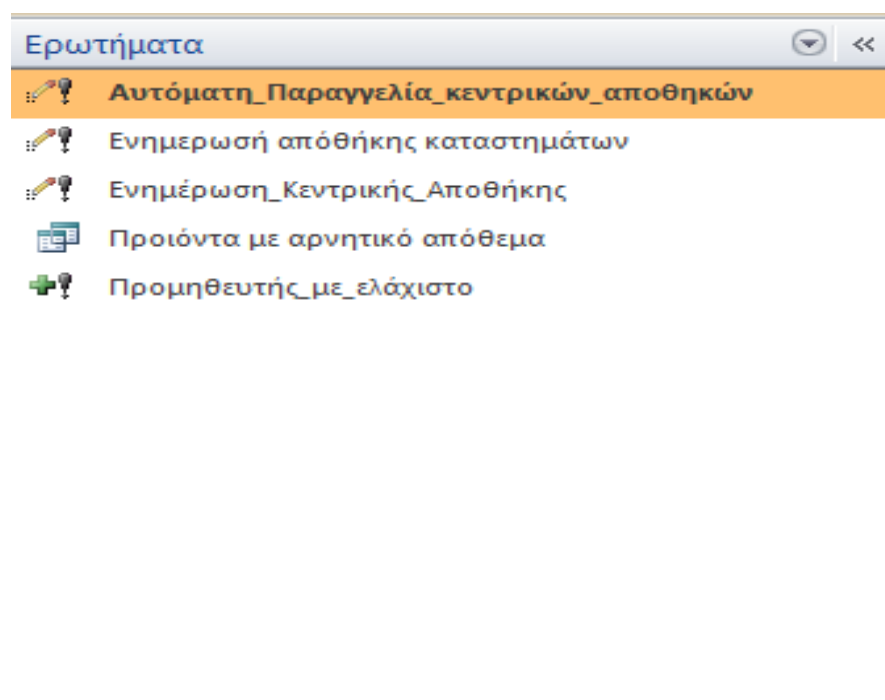 Ερωτήματα
Αυτόματη_Παραγγελία_κεντρικών_αποθηκών
Ενημερωσή απόθήκης καταστημάτων
Ενημέρωση_Κεντρικής_Αποθήκης
Προιόντα με αρνητικό απόθεμα
Προμηθευτής_με_ελάχιστο